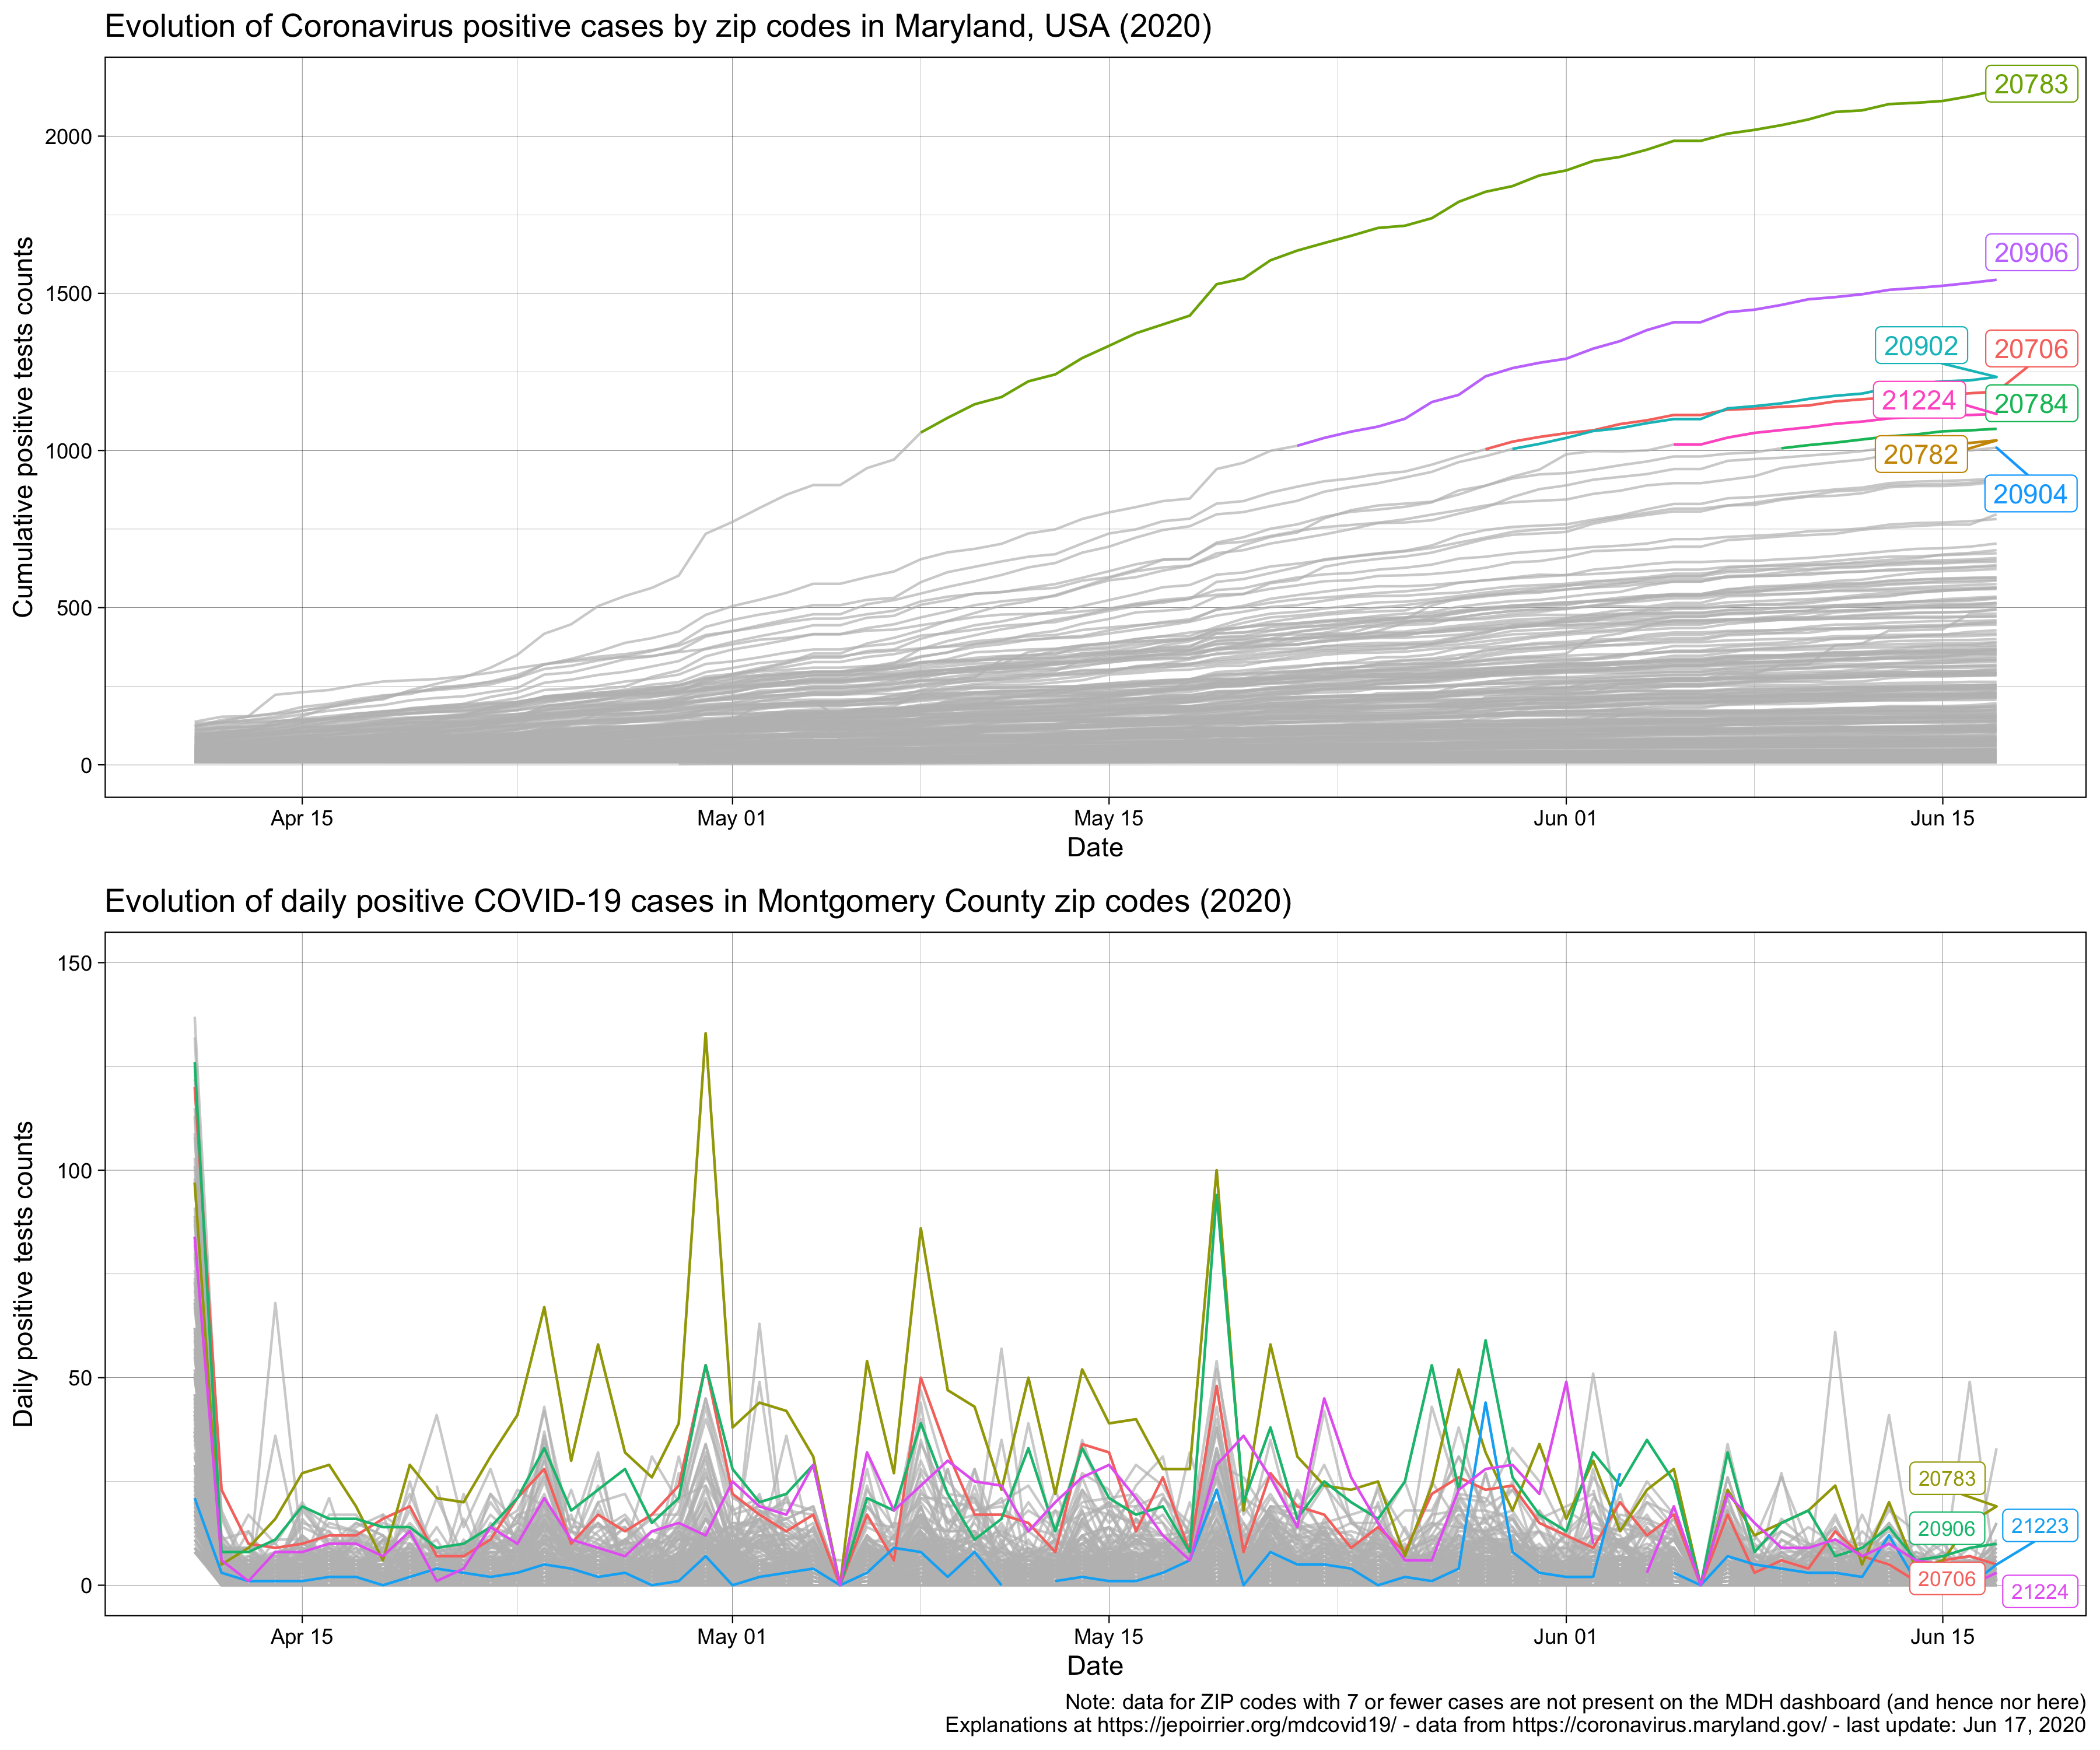 Evolution of Coronavirus positive cases by zip codes in Maryland, USA (2020)
Cumulative positive tests counts
2000
1500
1000
500
0
20783
20906
20902
20706
21224
20784
20782
20904
Apr 15
May 01
May 15
Jun 01
Jun 15
Date
Evolution of daily positive COVID-19 cases in Montgomery County zip codes (2020)
Daily positive tests counts
150
100
50
0
20783
20906
21223
20706
21224
Apr 15
May 01
May 15
Jun 01
Jun 15
Date
Note: data for ZIP codes with 7 or fewer cases are not present on the MDH dashboard (and hence nor here)
Explanations at https://jepoirrier.org/mdcovid19/ - data from https://coronavirus.maryland.gov/ - last update: Jun 17, 2020